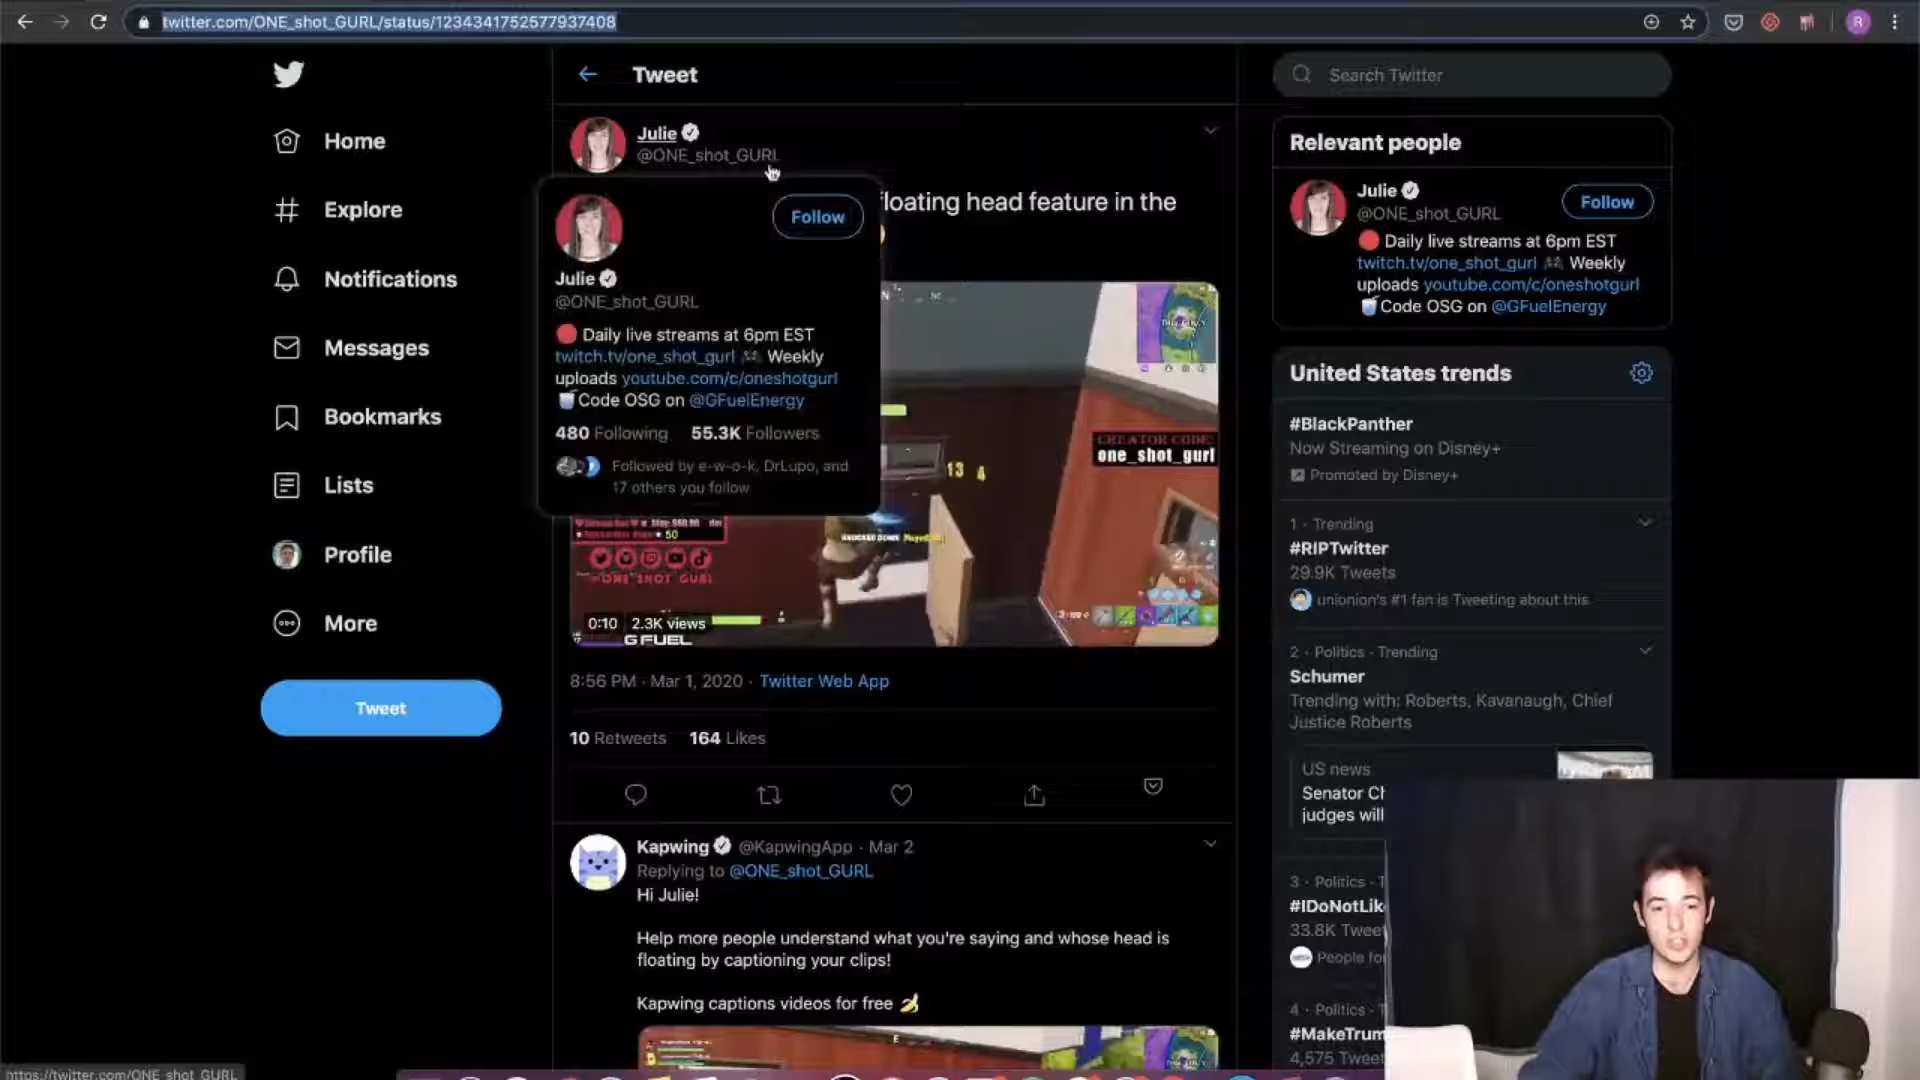 twitter.com/ONE_shot_GURL/status/1234341752577937408
R
Home
Explore
Notifications
Messages
Bookmarks
Lists
Profile
More
Tweet
Tweet
Julie
@ONE_shot_GURL
floating head feature in the
Follow
Julie
@ONE_shot_GURL
Daily live streams at 6pm EST
twitch.tv/one_shot_gurl Weekly
uploads youtube.com/c/oneshotgurl
Code OSG on @GFuelEnergy
480 Following 55.3K Followers
Followed by e-w-o-k, DrLupo, and
17 others you follow
N
13 4
CREATOR CODE:
one_shot_gurl
50
@ONE_SHOT_GURL
KNOCKED DOWN
0:10 2.3K views
G FUEL
8:56 PM · Mar 1, 2020 · Twitter Web App
10 Retweets 164 Likes
Kapwing @KapwingApp · Mar 2
Replying to @ONE_shot_GURL
Hi Julie!
Help more people understand what you're saying and whose head is
floating by captioning your clips!
Kapwing captions videos for free
E
Search Twitter
Relevant people
Julie
@ONE_shot_GURL
Follow
Daily live streams at 6pm EST
twitch.tv/one_shot_gurl Weekly
uploads youtube.com/c/oneshotgurl
Code OSG on @GFuelEnergy
United States trends
#BlackPanther
Now Streaming on Disney+
Promoted by Disney+
1 · Trending
#RIPTwitter
29.9K Tweets
unionion's #1 fan is Tweeting about this
2 · Politics · Trending
Schumer
Trending with: Roberts, Kavanaugh, Chief
Justice Roberts
US news
Senator Ch
judges will
3 · Politics · T
#IDoNotLik
33.8K Tweet
People fo
4 · Politics · T
#MakeTrum
4,575 Tweet
https://twitter.com/ONE_shot_GURL